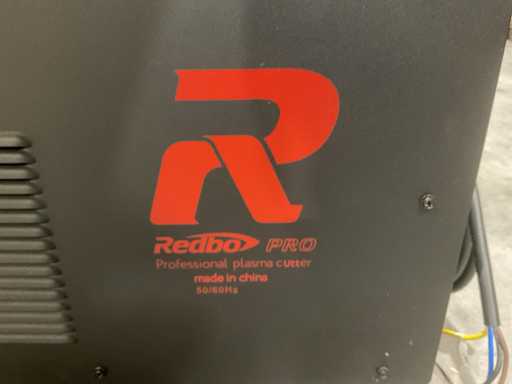 R
Redbo PRO
Professional plasma cutter
made in china
50/60Hz